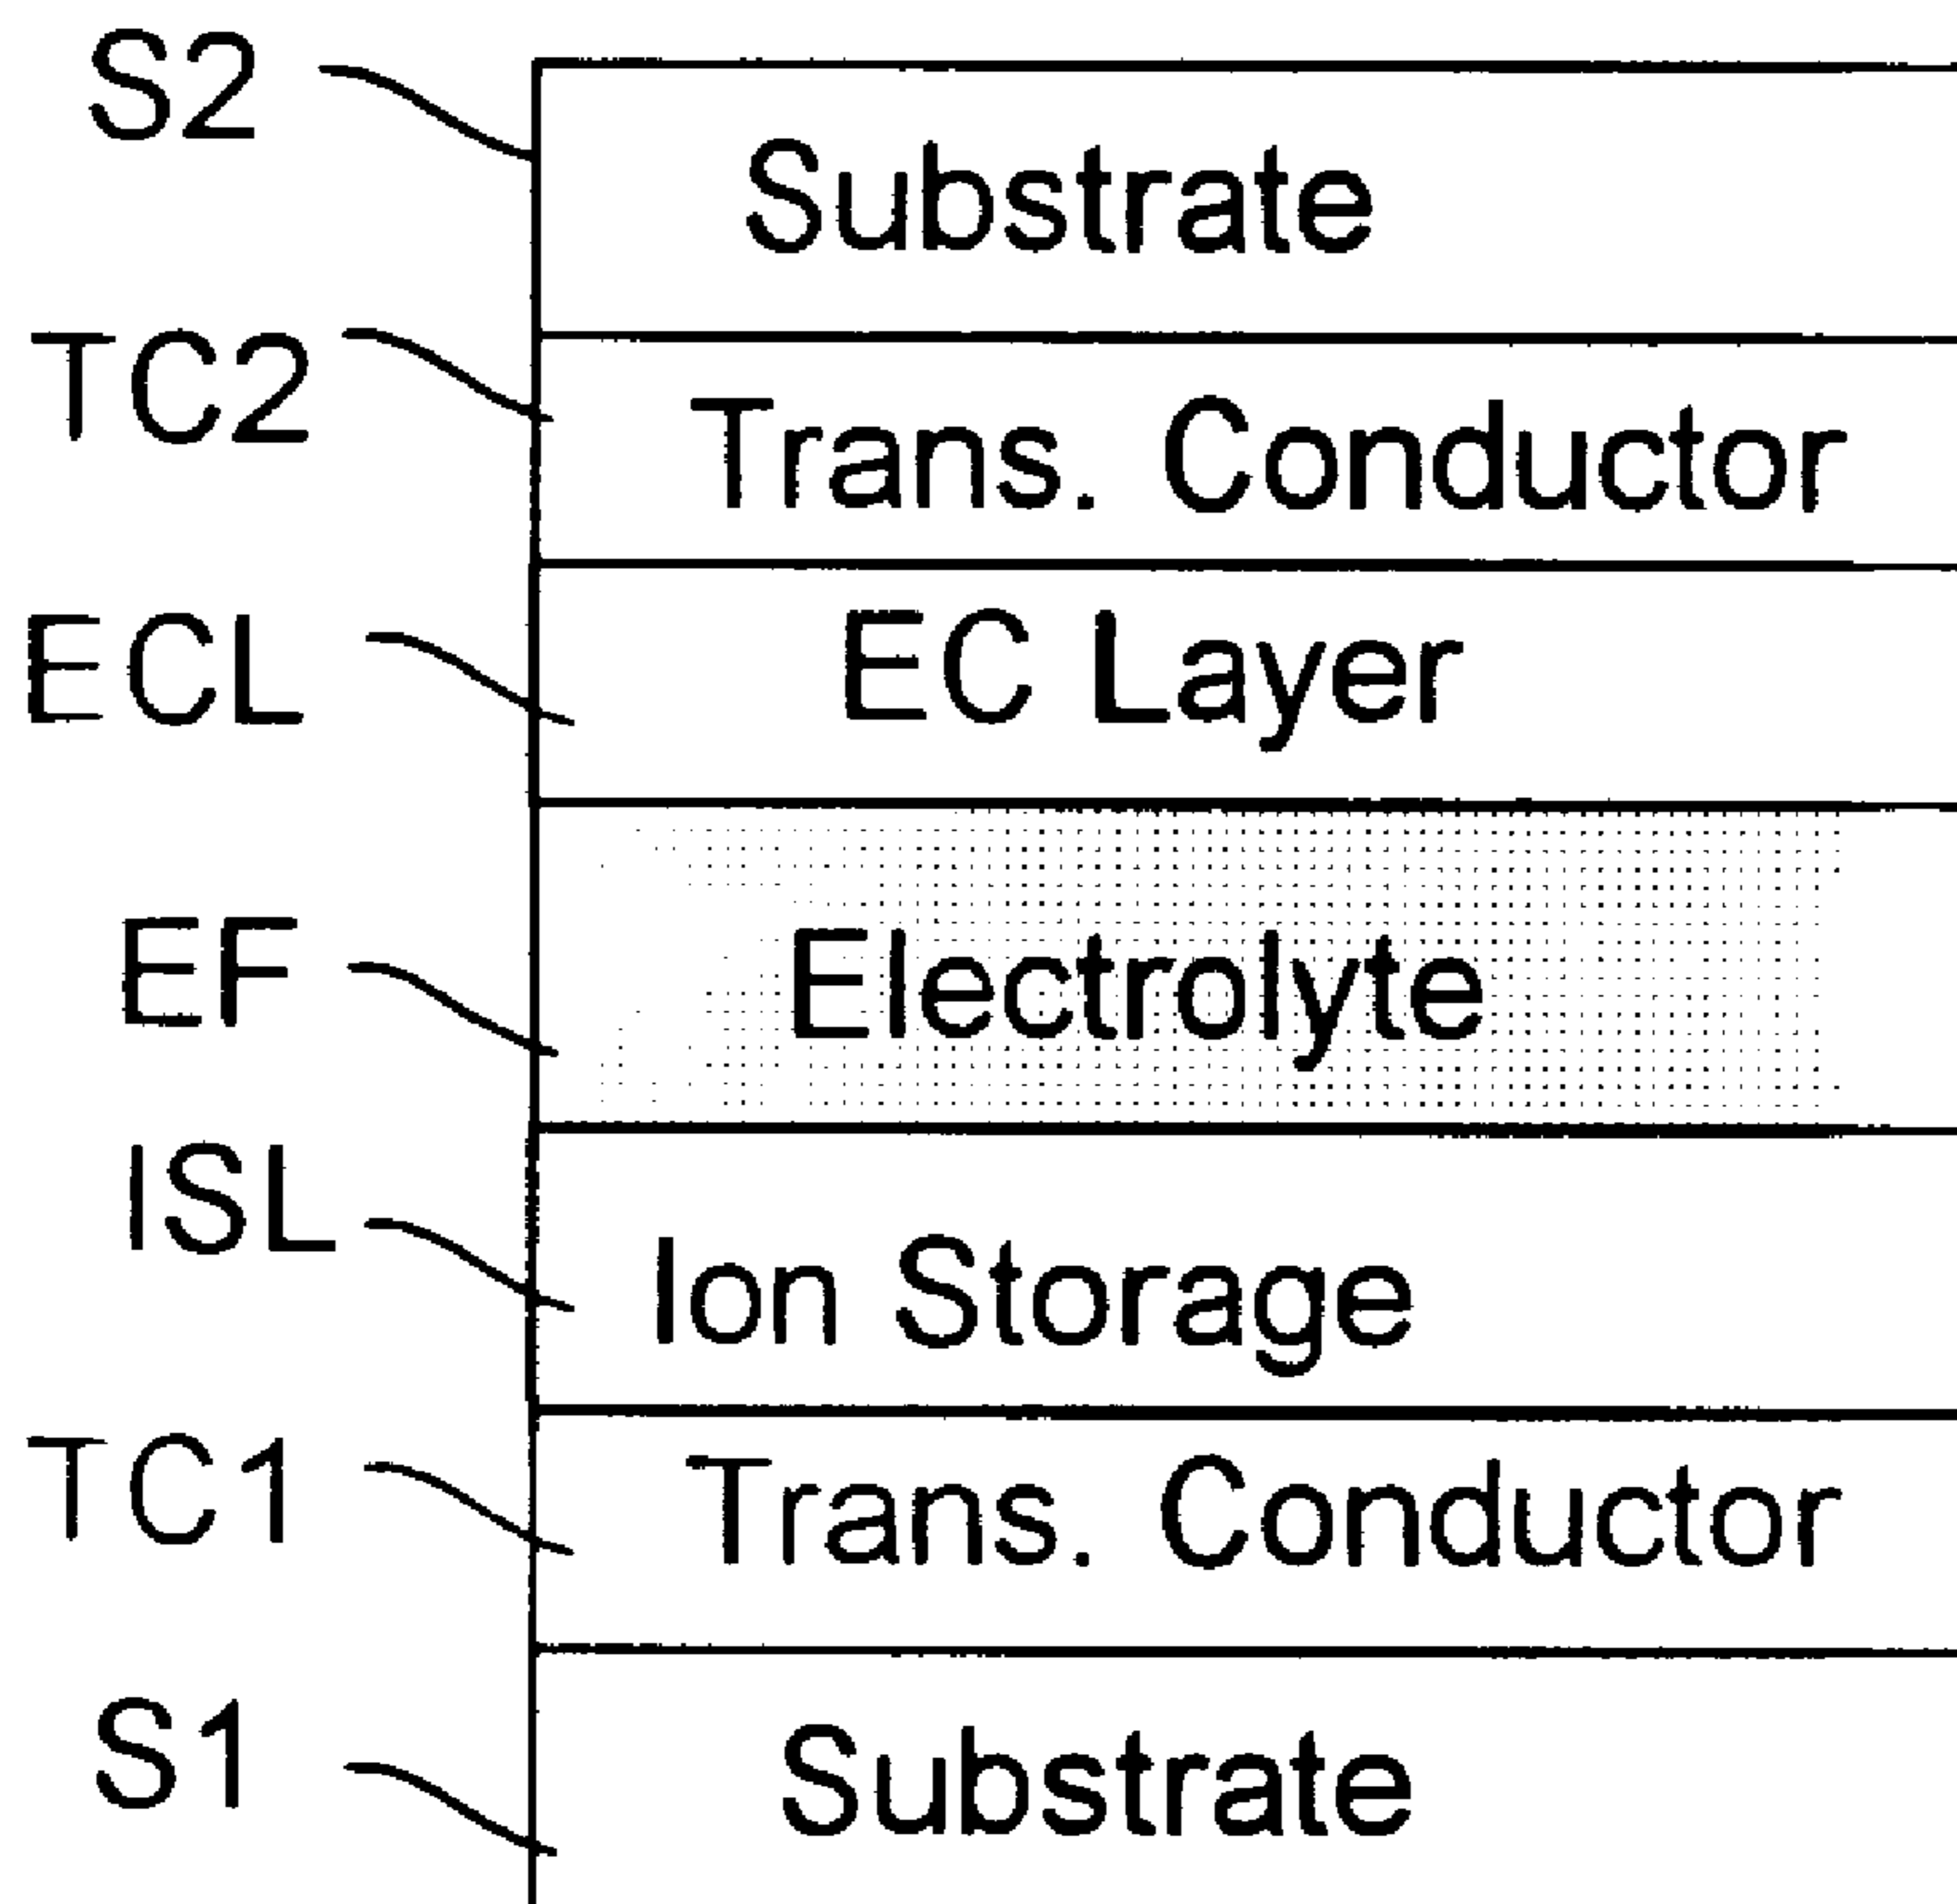 S2
Substrate
TC2
Trans. Conductor
ECL
EC Layer
EF
Electrolyte
ISL
Ion Storage
TC1
Trans. Conductor
S1
Substrate